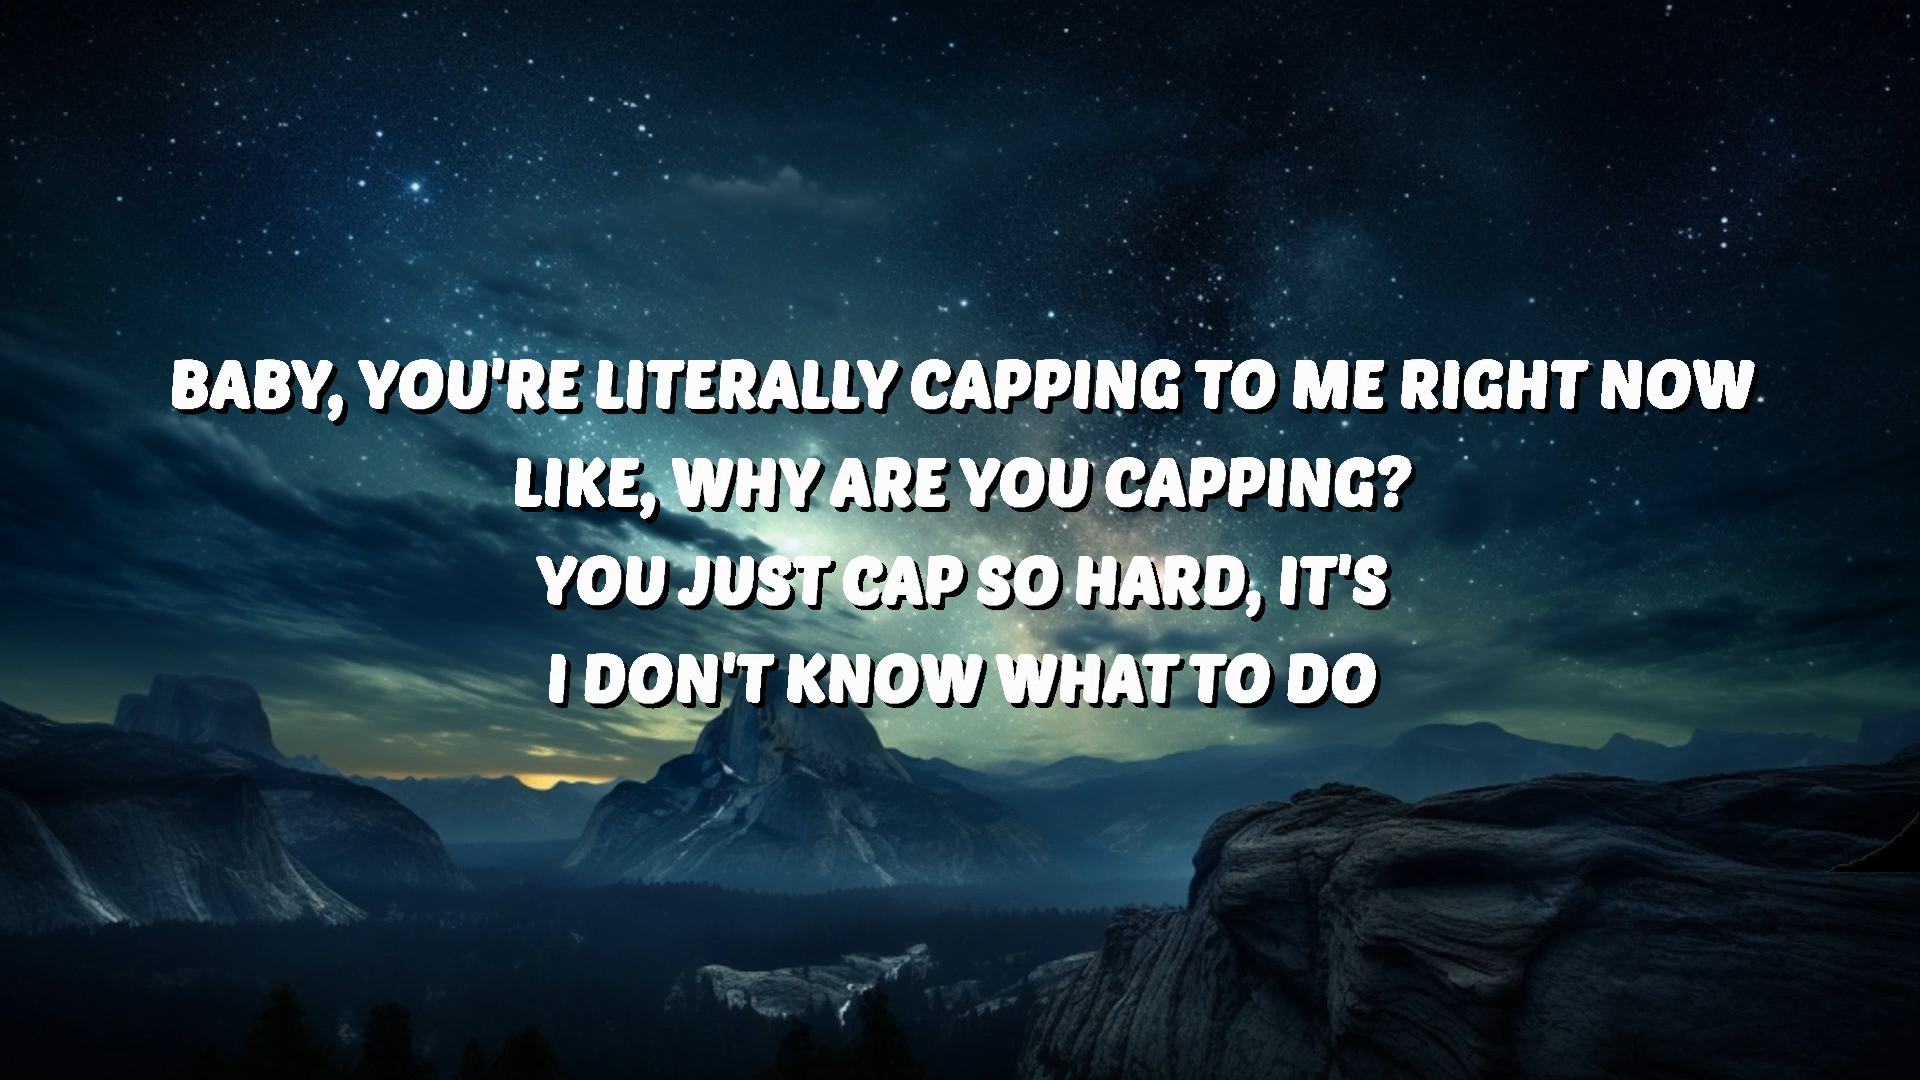 BABY, YOU'RE LITERALLY CAPPING TO ME RIGHT NOW
LIKE, WHY ARE YOU CAPPING?
YOU JUST CAP SO HARD, IT'S
I DON'T KNOW WHAT TO DO